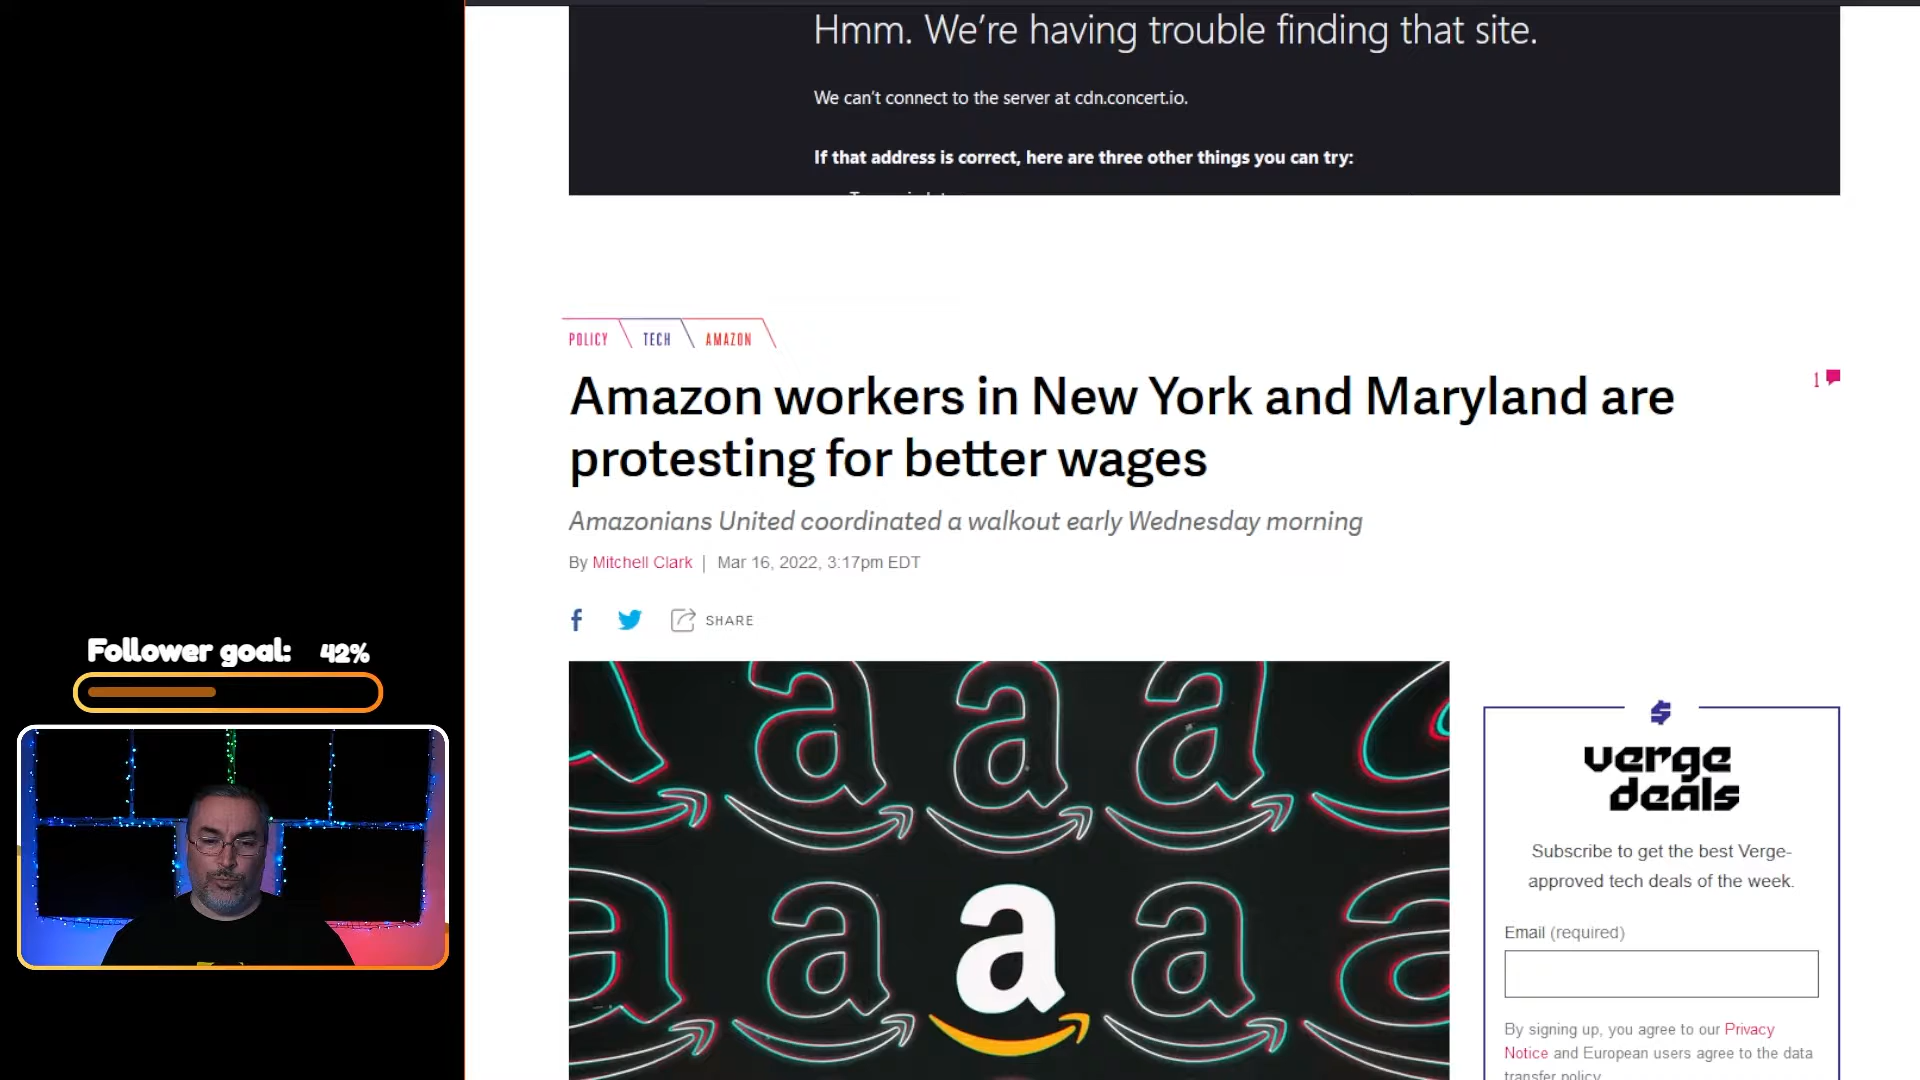 Hmm. We're having trouble finding that site.
We can't connect to the server at cdn.concert.io.
If that address is correct, here are three other things you can try:
POLICY TECH AMAZON
Amazon workers in New York and Maryland are
protesting for better wages
1
Amazonians United coordinated a walkout early Wednesday morning
By Mitchell Clark | Mar 16, 2022, 3:17pm EDT
SHARE
Follower goal: 42%
verge
deals
Subscribe to get the best Verge-
approved tech deals of the week.
Email (required)
By signing up, you agree to our Privacy
Notice and European users agree to the data
transfer policy.